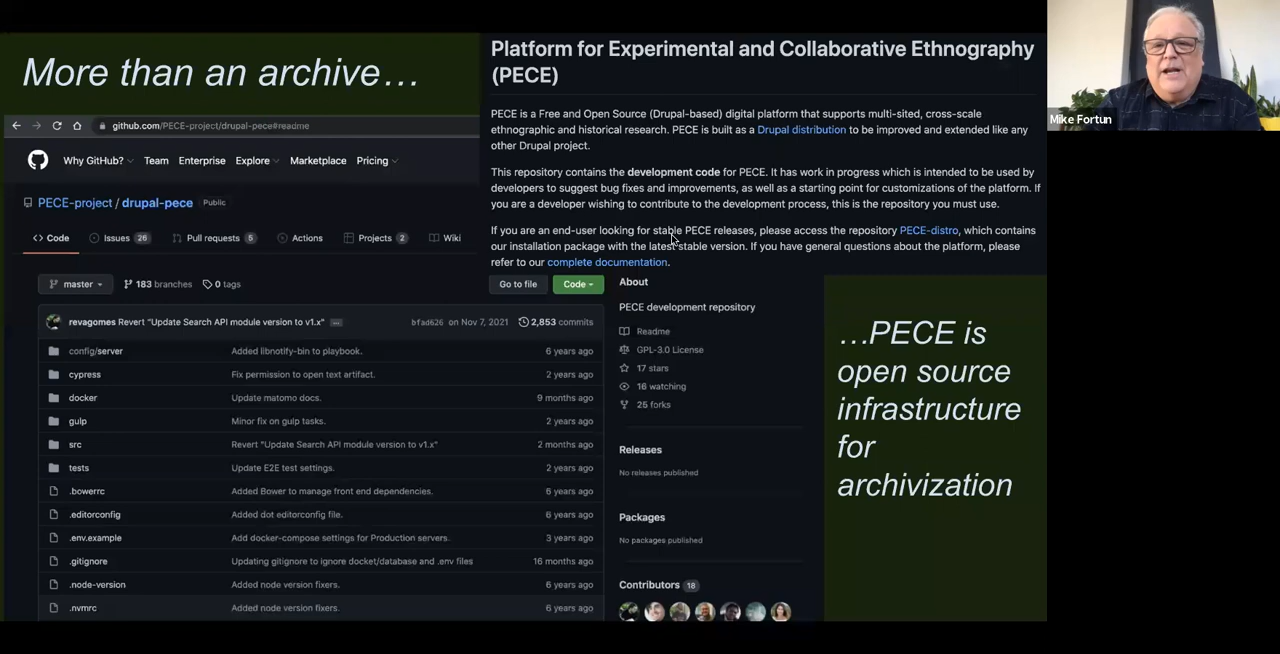 More than an archive…
github.com/PECE-project/drupal-pece#readme
Why GitHub? Team Enterprise Explore Marketplace Pricing
PECE-project / drupal-pece Public
Code Issues 26 Pull requests 5 Actions Projects 2 Wiki
master 183 branches 0 tags
Go to file Code
revagomes Revert "Update Search API module version to v1.x" ... bfad626 on Nov 7, 2021 2,853 commits
config/server Added libnotify-bin to playbook. 6 years ago
cypress Fix permission to open text artifact. 2 years ago
docker Update matomo docs. 9 months ago
gulp Minor fix on gulp tasks. 2 years ago
src Revert "Update Search API module version to v1.x" 2 months ago
tests Update E2E test settings. 2 years ago
.bowerrc Added Bower to manage front end dependencies. 6 years ago
.editorconfig Added dot editorconfig file. 6 years ago
.env.example Add docker-compose settings for Production servers. 3 years ago
.gitignore Updating gitignore to ignore docket/database and .env files 16 months ago
.node-version Added node version fixers. 6 years ago
.nvmrc Added node version fixers. 6 years ago
Platform for Experimental and Collaborative Ethnography
(PECE)
PECE is a Free and Open Source (Drupal-based) digital platform that supports multi-sited, cross-scale
ethnographic and historical research. PECE is built as a Drupal distribution to be improved and extended like any
other Drupal project.
This repository contains the development code for PECE. It has work in progress which is intended to be used by
developers to suggest bug fixes and improvements, as well as a starting point for customizations of the platform. If
you are a developer wishing to contribute to the development process, this is the repository you must use.
If you are an end-user looking for stable PECE releases, please access the repository PECE-distro, which contains
our installation package with the latest stable version. If you have general questions about the platform, please
refer to our complete documentation.
About
PECE development repository
Readme
GPL-3.0 License
17 stars
16 watching
25 forks
Releases
No releases published
Packages
No packages published
Contributors 18
…PECE is
open source
infrastructure
for
archivization
Mike Fortun